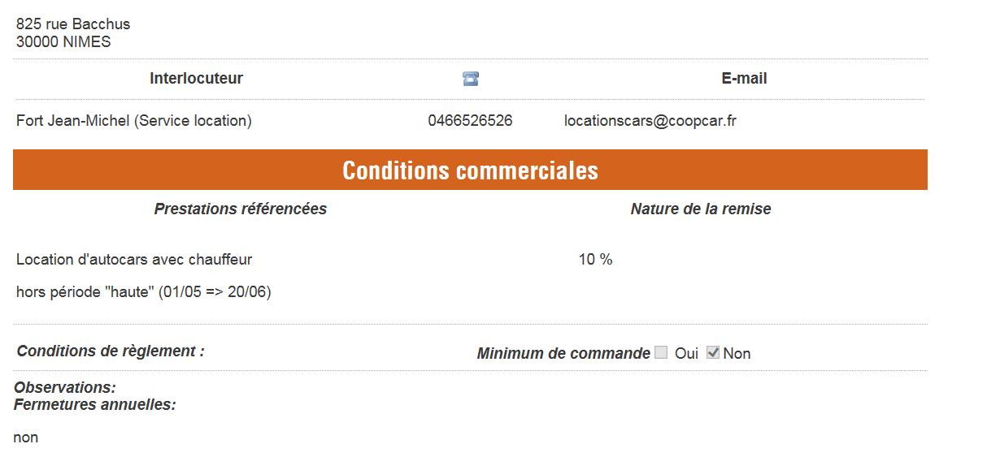 825 rue Bacchus
30000 NIMES
Interlocuteur E-mail
Fort Jean-Michel (Service location) 0466526526 locationscars@coopcar.fr
Conditions commerciales
Prestations référencées Nature de la remise
Location d'autocars avec chauffeur 10 %
hors période "haute" (01/05 => 20/06)
Conditions de règlement : Minimum de commande Oui Non
Observations:
Fermetures annuelles:
non